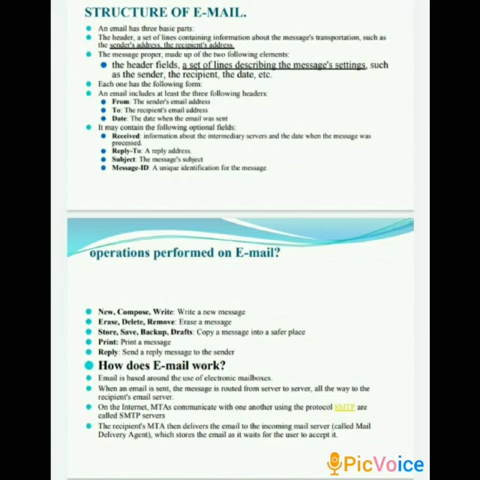 STRUCTURE OF E-MAIL.
An email has three basic parts:
The header, a set of lines containing information about the message's transportation, such as
the sender's address, the recipient's address,
The message proper, made up of the two following elements:
the header fields, a set of lines describing the message's settings, such
as the sender, the recipient, the date, etc.
Each one has the following form:
An email includes at least the three following headers:
From: The sender's email address
To: The recipient's email address
Date: The date when the email was sent
It may contain the following optional fields:
Received: information about the intermediary servers and the date when the message was
processed.
Reply-To: A reply address.
Subject: The message's subject
Message-ID: A unique identification for the message.
operations performed on E-mail?
New, Compose, Write: Write a new message
Erase, Delete, Remove: Erase a message
Store, Save, Backup, Drafts: Copy a message into a safer place
Print: Print a message
Reply: Send a reply message to the sender
How does E-mail work?
Email is based around the use of electronic mailboxes.
When an email is sent, the message is routed from server to server, all the way to the
recipient's email server.
On the Internet, MTAs communicate with one another using the protocol SMTP are
called SMTP servers
The recipient's MTA then delivers the email to the incoming mail server (called Mail
Delivery Agent), which stores the email as it waits for the user to accept it.
PicVoice